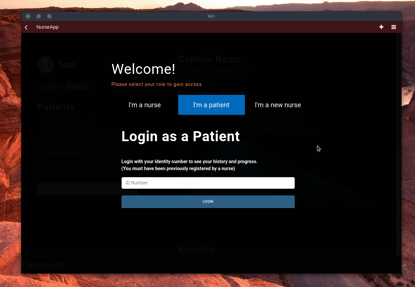 NurseApp
Welcome!
Please select your role to gain access
I'm a nurse
I'm a patient
I'm a new nurse
Login as a Patient
Login with your identity number to see your history and progress.
(You must have been previously registered by a nurse)
ID Number
LOGIN
Patients
Records